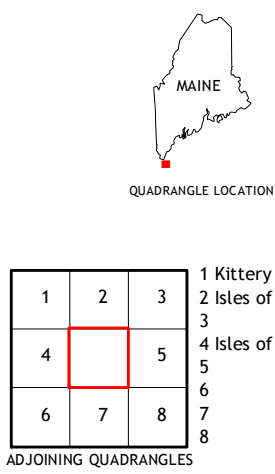 MAINE
QUADRANGLE LOCATION
1 2 3
4 5
6 7 8
1 Kittery
2 Isles of
3
4 Isles of
5
6
7
8
ADJOINING QUADRANGLES